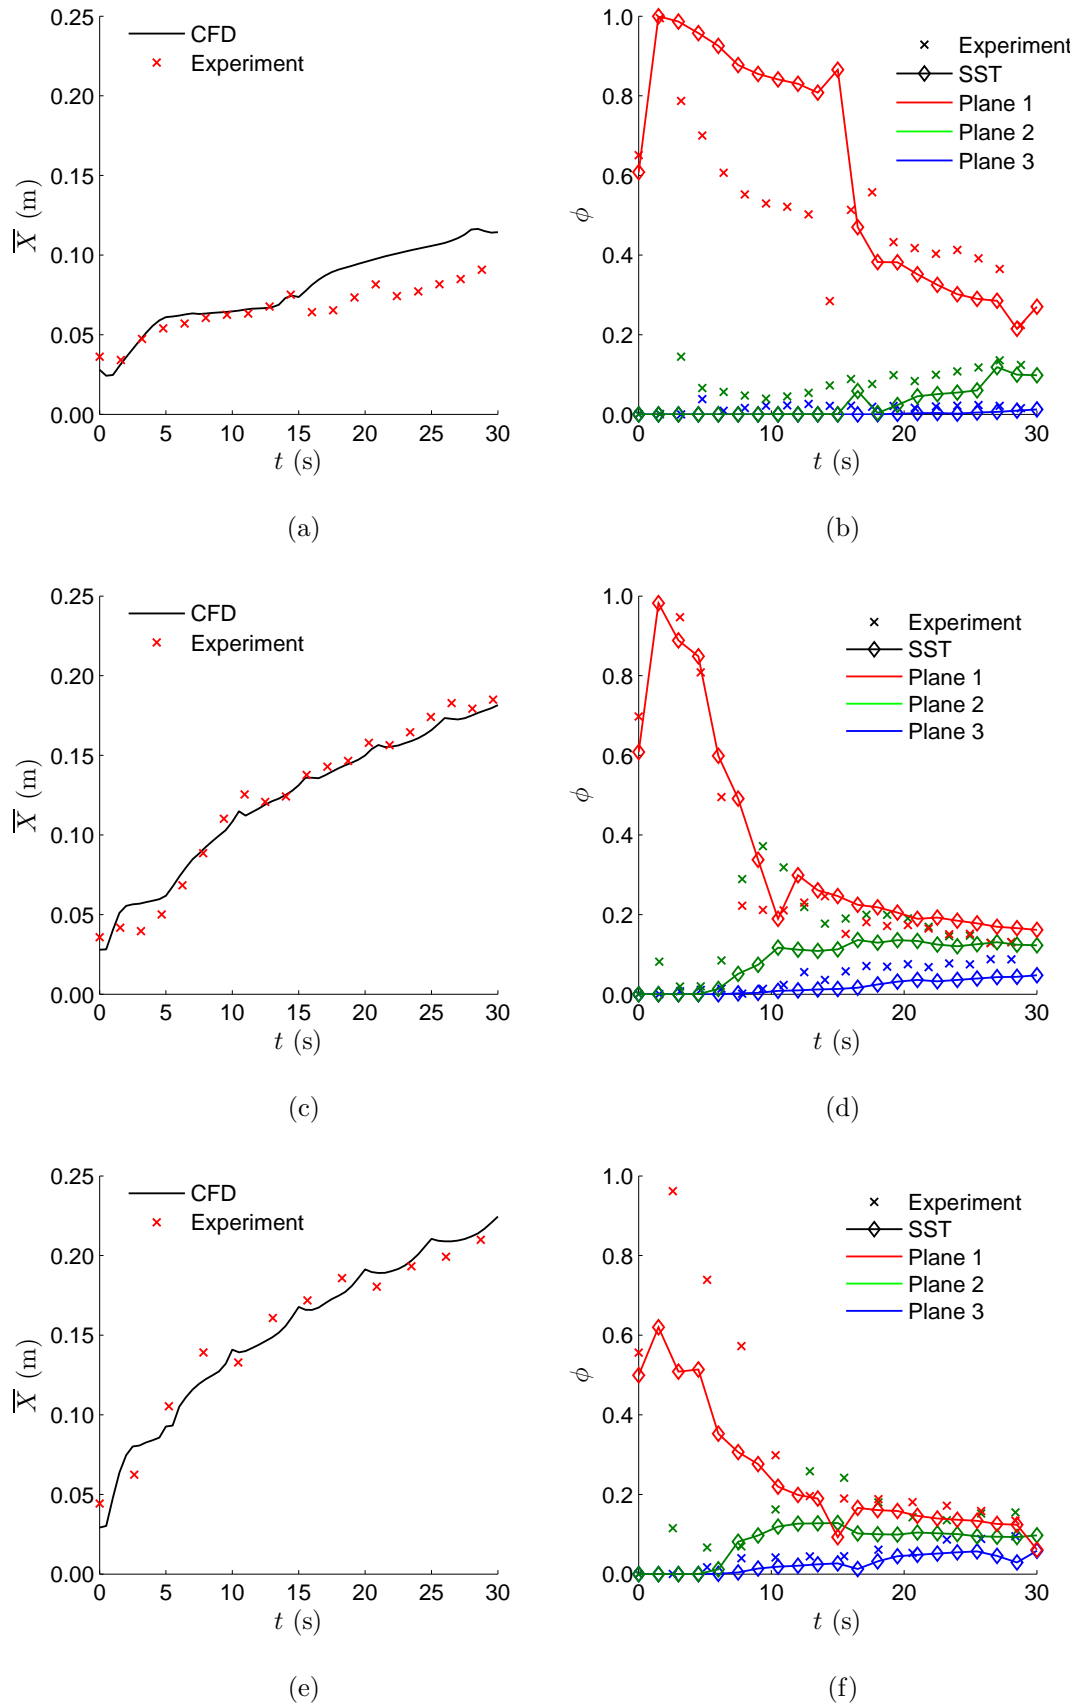 0.25
0.20
0.15
0.10
0.05
0.00
0 5 10 15 20 25 30
X̅ (m)
t (s)
CFD
Experiment
(a)
1.0
0.8
0.6
0.4
0.2
0.0
0 10 20 30
ϕ
t (s)
Experiment
SST
Plane 1
Plane 2
Plane 3
(b)
0.25
0.20
0.15
0.10
0.05
0.00
0 5 10 15 20 25 30
X̅ (m)
t (s)
CFD
Experiment
(c)
1.0
0.8
0.6
0.4
0.2
0.0
0 10 20 30
ϕ
t (s)
Experiment
SST
Plane 1
Plane 2
Plane 3
(d)
0.25
0.20
0.15
0.10
0.05
0.00
0 5 10 15 20 25 30
X̅ (m)
t (s)
CFD
Experiment
(e)
1.0
0.8
0.6
0.4
0.2
0.0
0 10 20 30
ϕ
t (s)
Experiment
SST
Plane 1
Plane 2
Plane 3
(f)